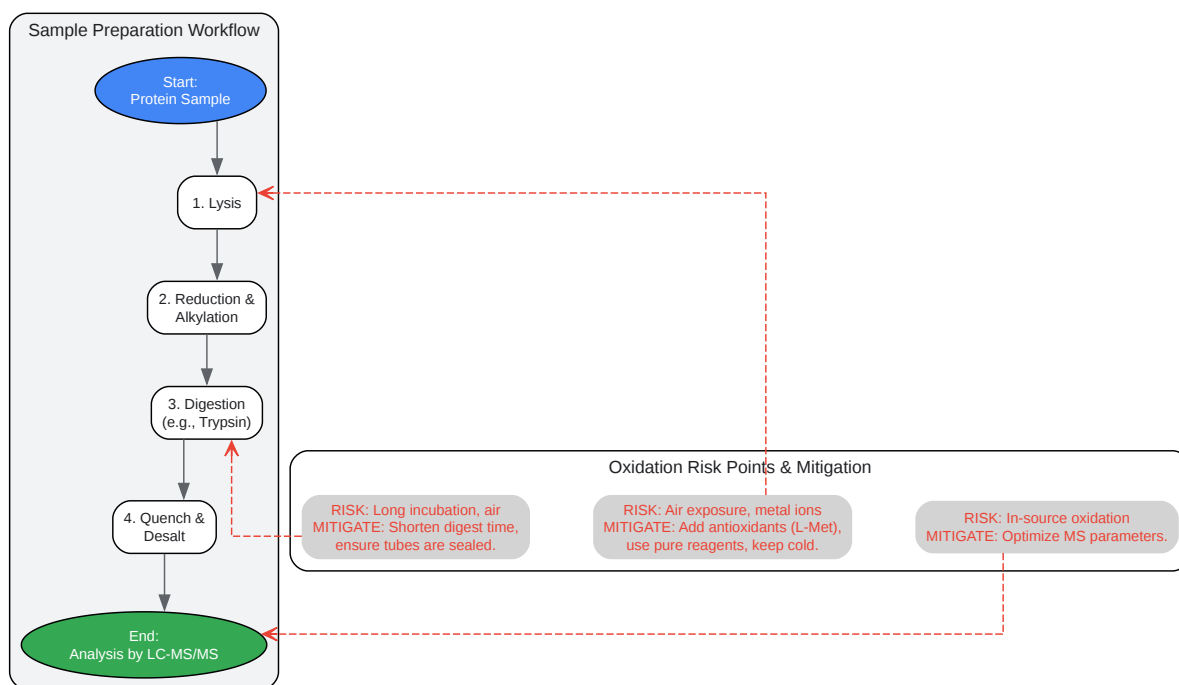 Sample Preparation Workflow
Start:
Protein Sample
1. Lysis
2. Reduction &
Alkylation
3. Digestion
(e.g., Trypsin)
4. Quench &
Desalt
End:
Analysis by LC-MS/MS
Oxidation Risk Points & Mitigation
RISK: Long incubation, air
MITIGATE: Shorten digest time,
ensure tubes are sealed.
RISK: Air exposure, metal ions
MITIGATE: Add antioxidants (L-Met),
use pure reagents, keep cold.
RISK: In-source oxidation
MITIGATE: Optimize MS parameters.